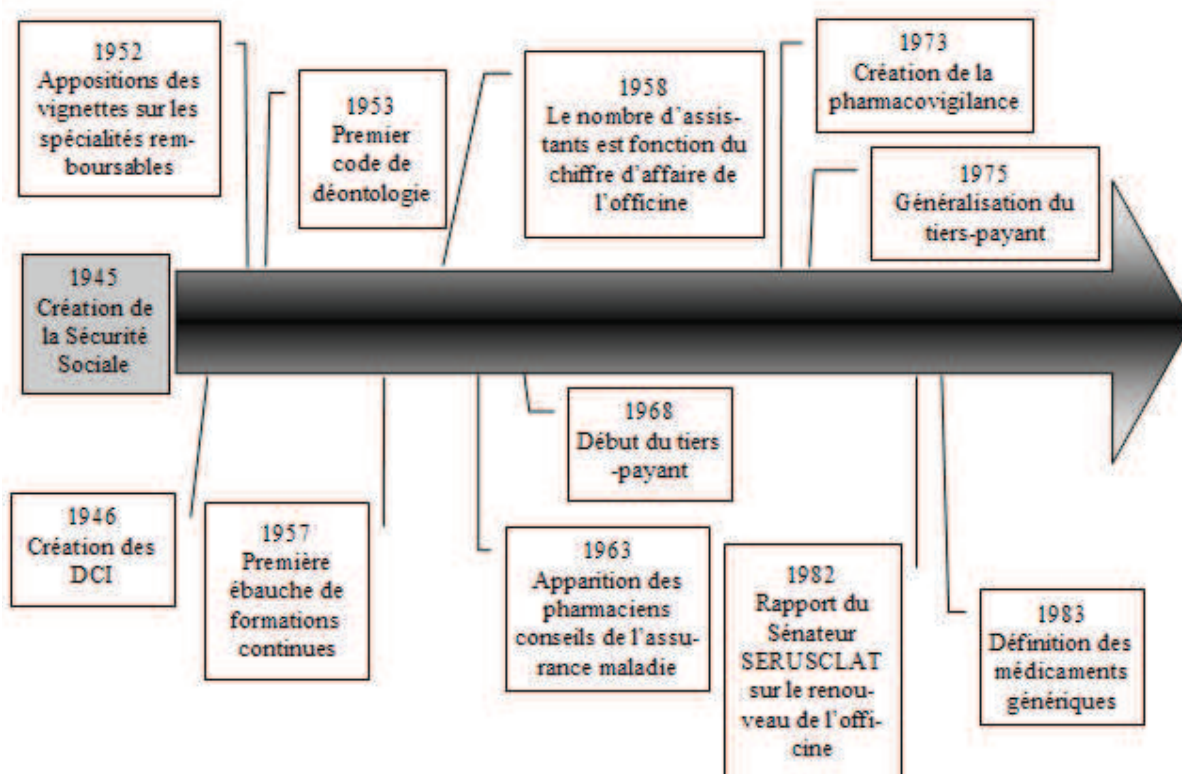 1952
Appositions des
vignettes sur les
spécialités rem-
boursables
1953
Premier
code de
déontologie
1958
Le nombre d'assis-
tants est fonction du
chiffre d'affaire de
l'officine
1973
Création de la
pharmacovigilance
1975
Généralisation du
tiers-payant
1945
Création de
la Sécurité
Sociale
1946
Création des
DCI
1957
Première
ébauche de
formations
continues
1968
Début du tiers
-payant
1963
Apparition des
pharmaciens
conseils de l'assu-
rance maladie
1982
Rapport du
Sénateur
SERUSCLAT
sur le renou-
veau de l'offi-
cine
1983
Définition des
médicaments
génériques